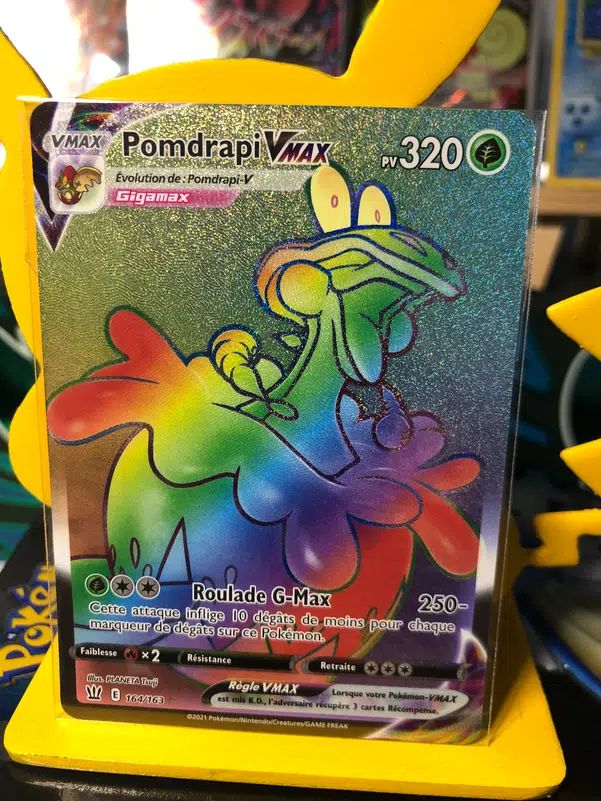 VMAX Pomdrapi VMAX PV 320
Évolution de : Pomdrapi-V
Gigamax
Roulade G-Max 250-
Cette attaque inflige 10 dégâts de moins pour chaque
marqueur de dégâts sur ce Pokémon.
Faiblesse ×2 Résistance Retraite
Illus. PLANETA Tsuji
E 164/163
Règle VMAX Lorsque votre Pokémon-VMAX
est mis K.O., l'adversaire récupère 3 cartes Récompense.
©2021 Pokémon/Nintendo/Creatures/GAME FREAK
Pokémon